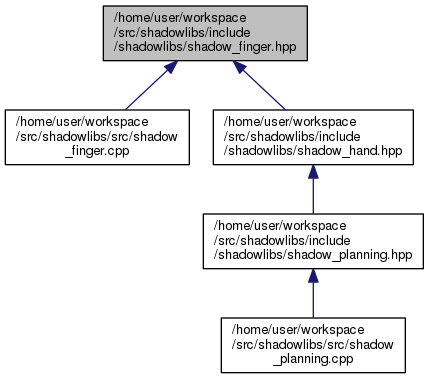 /home/user/workspace
/src/shadowlibs/include
/shadowlibs/shadow_finger.hpp
/home/user/workspace
/src/shadowlibs/src/shadow
_finger.cpp
/home/user/workspace
/src/shadowlibs/include
/shadowlibs/shadow_hand.hpp
/home/user/workspace
/src/shadowlibs/include
/shadowlibs/shadow_planning.hpp
/home/user/workspace
/src/shadowlibs/src/shadow
_planning.cpp